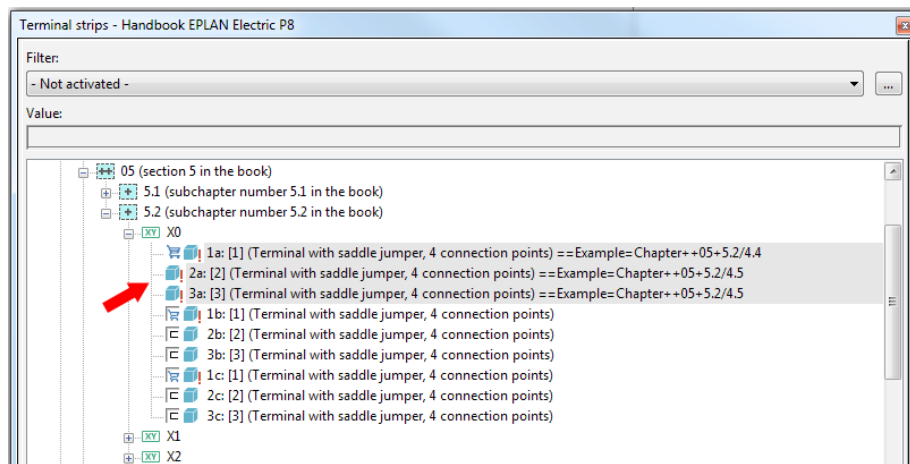 Terminal strips - Handbook EPLAN Electric P8
Filter:
- Not activated -
...
Value:
05 (section 5 in the book)
5.1 (subchapter number 5.1 in the book)
5.2 (subchapter number 5.2 in the book)
XY X0
1a: [1] (Terminal with saddle jumper, 4 connection points) ==Example=Chapter++05+5.2/4.4
2a: [2] (Terminal with saddle jumper, 4 connection points) ==Example=Chapter++05+5.2/4.5
3a: [3] (Terminal with saddle jumper, 4 connection points) ==Example=Chapter++05+5.2/4.5
1b: [1] (Terminal with saddle jumper, 4 connection points)
2b: [2] (Terminal with saddle jumper, 4 connection points)
3b: [3] (Terminal with saddle jumper, 4 connection points)
1c: [1] (Terminal with saddle jumper, 4 connection points)
2c: [2] (Terminal with saddle jumper, 4 connection points)
3c: [3] (Terminal with saddle jumper, 4 connection points)
XY X1
XY X2